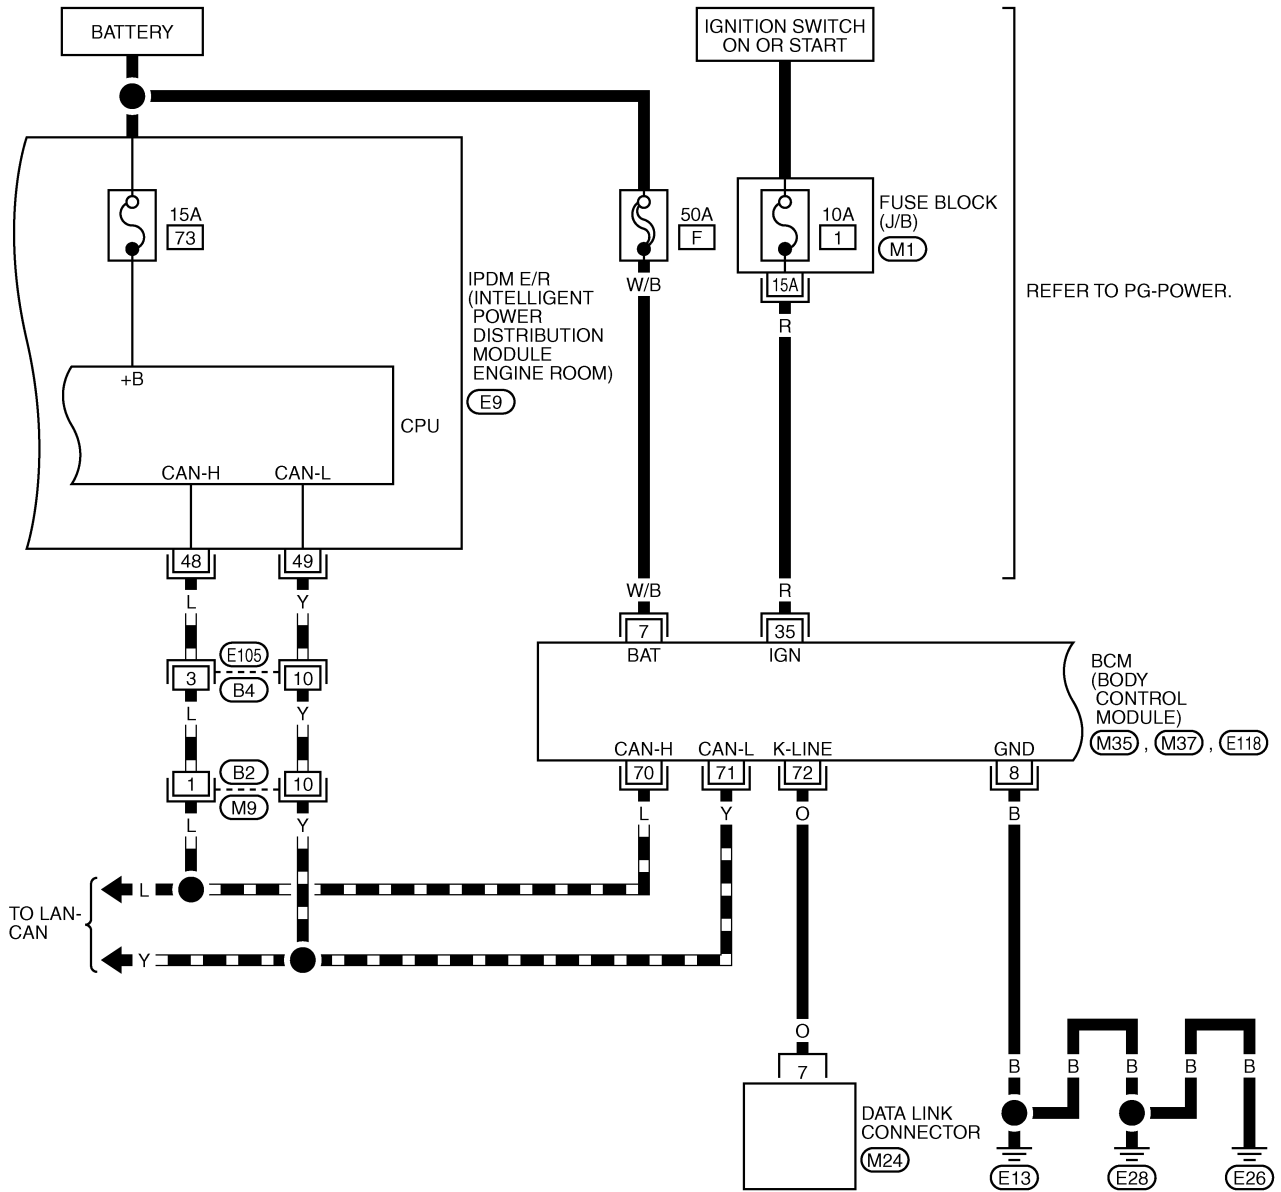 BATTERY
IGNITION SWITCH
ON OR START
15A
73
50A
F
10A
1
FUSE BLOCK
(J/B)
M1
W/B
15A
R
IPDM E/R
(INTELLIGENT
POWER
DISTRIBUTION
MODULE
ENGINE ROOM)
E9
REFER TO PG-POWER.
+B
CPU
CAN-H
CAN-L
48
49
L
Y
W/B
R
7
35
BAT
IGN
BCM
(BODY
CONTROL
MODULE)
M35 , M37 , E118
3
E105
B4
10
L
Y
CAN-H
CAN-L
K-LINE
GND
70
71
72
8
1
B2
M9
10
L
Y
L
Y
O
B
L
TO LAN-
CAN
Y
O
7
B
B
B
B
B
DATA LINK
CONNECTOR
M24
E13
E28
E26